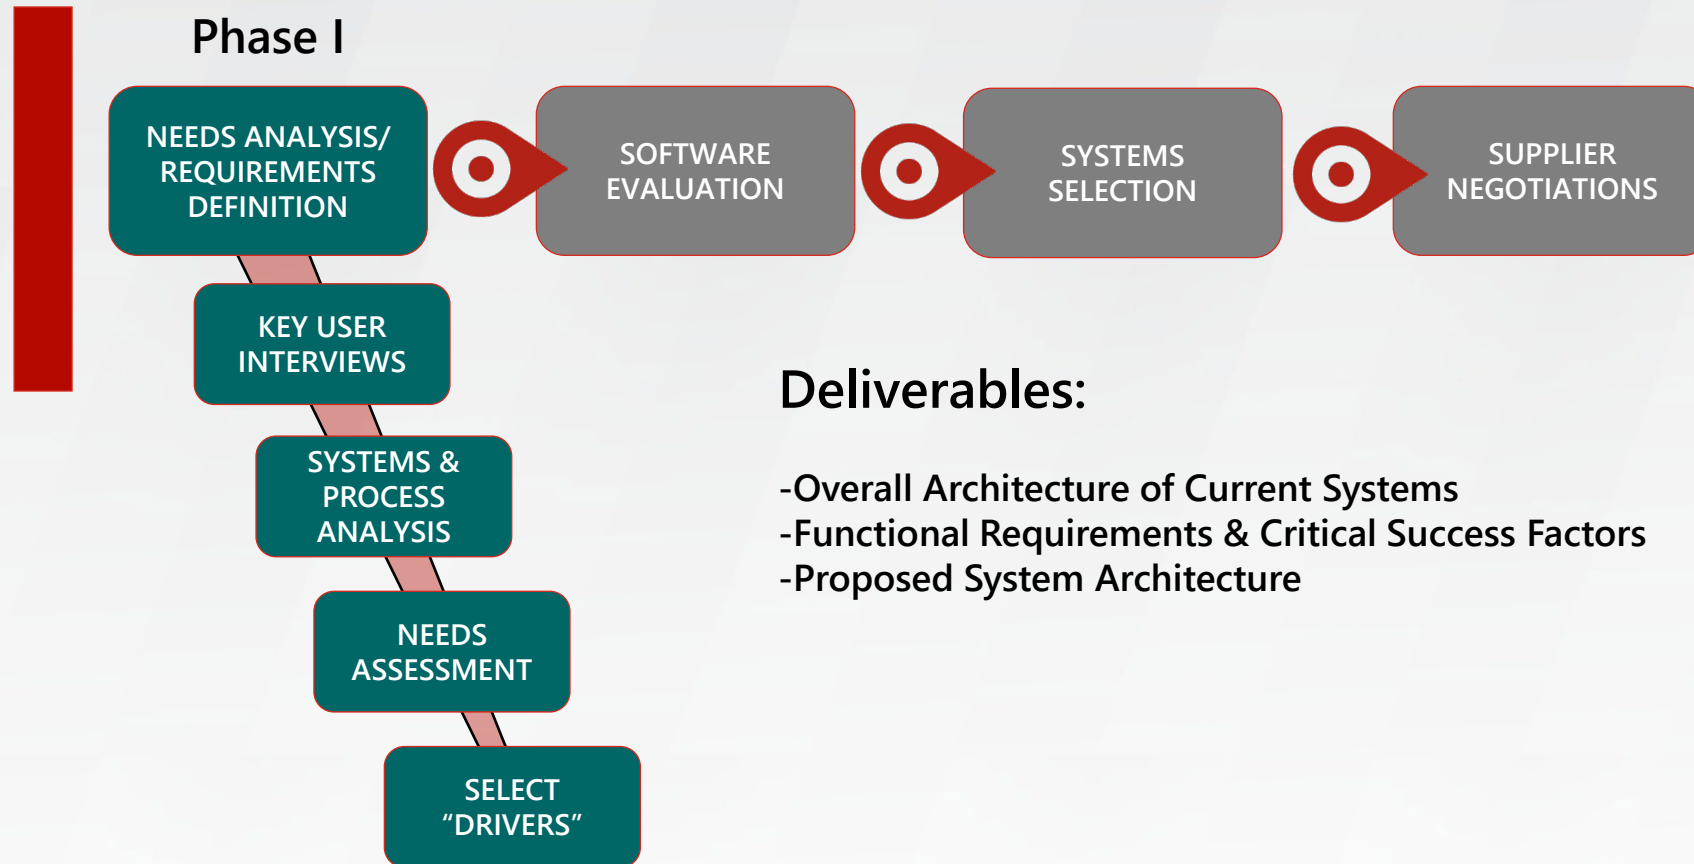 Phase I
NEEDS ANALYSIS/
REQUIREMENTS
DEFINITION
SOFTWARE
EVALUATION
SYSTEMS
SELECTION
SUPPLIER
NEGOTIATIONS
KEY USER
INTERVIEWS
SYSTEMS &
PROCESS
ANALYSIS
NEEDS
ASSESSMENT
SELECT
“DRIVERS”
Deliverables:
-Overall Architecture of Current Systems
-Functional Requirements & Critical Success Factors
-Proposed System Architecture